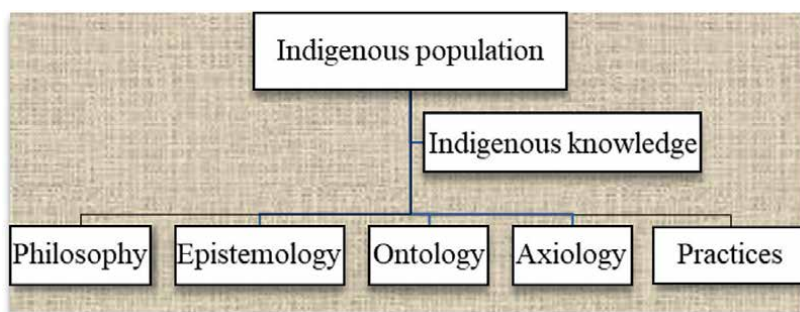 Indigenous population
Indigenous knowledge
Philosophy
Epistemology
Ontology
Axiology
Practices